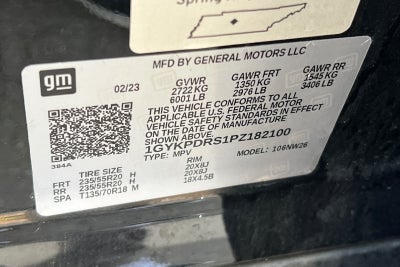 Spring
MFD BY GENERAL MOTORS LLC
gm
02/23
GVWR GAWR FRT GAWR RR
2722 KG 1350 KG 1545 KG
6001 LB 2976 LB 3406 LB
THIS VEHICLE CONFORMS TO ALL
APPLICABLE U.S. FEDERAL MOTOR
VEHICLE SAFETY STANDARDS IN EFFECT
ON THE DATE OF MANUFACTURE
SHOWN ABOVE.
1GYKPDRS1PZ182100
TYPE: MPV MODEL: 106NW26
384A
TIRE SIZE RIM
FRT 235/55R20 H 20X8J
RR 235/55R20 H 20X8J
SPA T135/70R18 M 18X4.5B